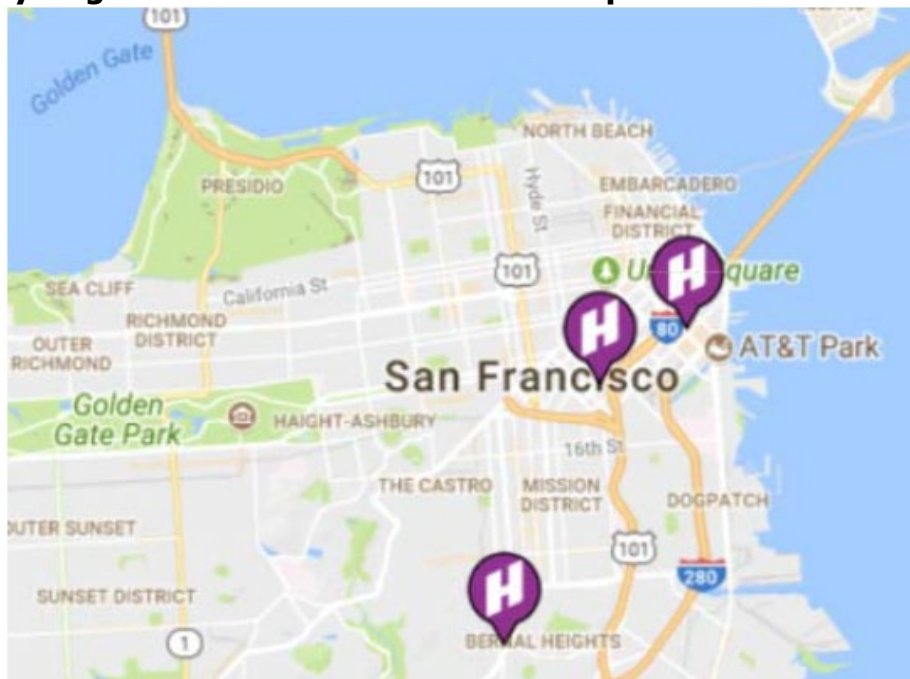 101
Golden Gate
NORTH BEACH
PRESIDIO
101
Hyde St
EMBARCADERO
FINANCIAL
DISTRICT
101
SEA CLIFF
California St
H
RICHMOND
DISTRICT
H
80
OUTER
RICHMOND
AT&T Park
San Francisco
Golden
Gate Park
HAIGHT-ASHBURY
16th St
THE CASTRO
MISSION
DISTRICT
DOGPATCH
OUTER SUNSET
101
280
H
SUNSET DISTRICT
1
BERNAL HEIGHTS